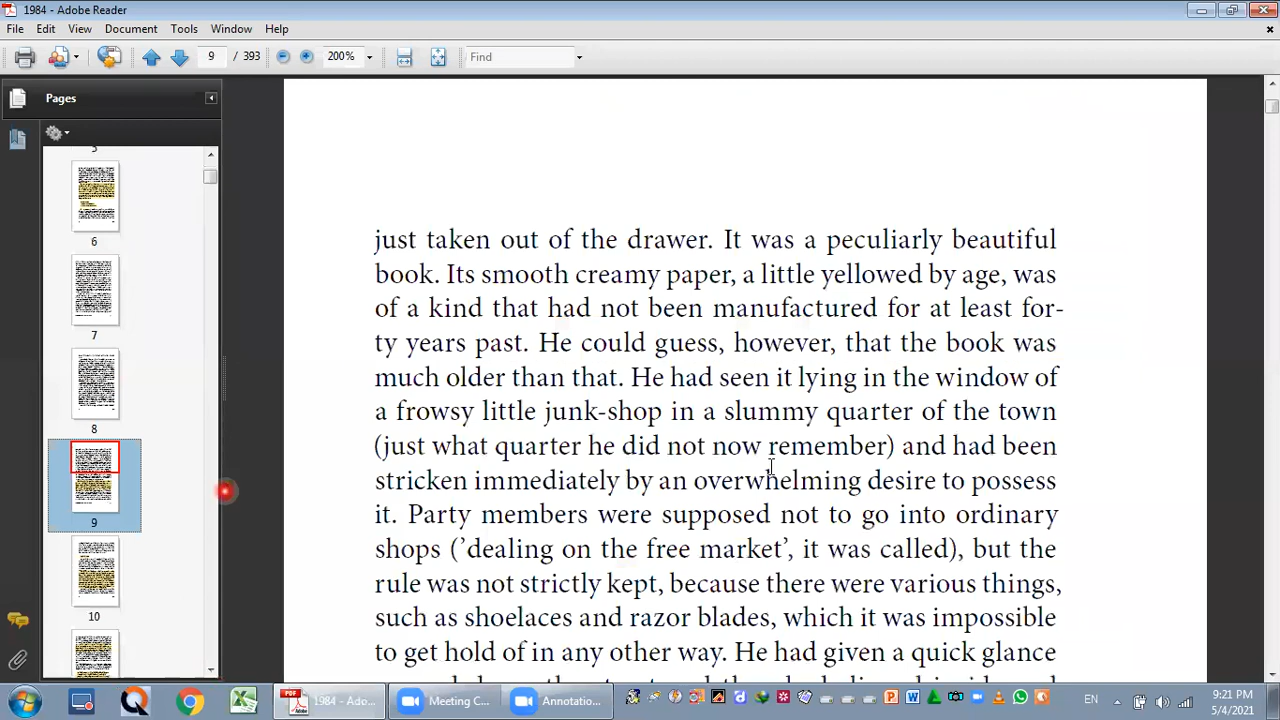 1984 - Adobe Reader
File Edit View Document Tools Window Help
9 / 393 200% Find
Pages
5
6
7
8
9
10
just taken out of the drawer. It was a peculiarly beautiful
book. Its smooth creamy paper, a little yellowed by age, was
of a kind that had not been manufactured for at least for-
ty years past. He could guess, however, that the book was
much older than that. He had seen it lying in the window of
a frowsy little junk-shop in a slummy quarter of the town
(just what quarter he did not now remember) and had been
stricken immediately by an overwhelming desire to possess
it. Party members were supposed not to go into ordinary
shops ('dealing on the free market', it was called), but the
rule was not strictly kept, because there were various things,
such as shoelaces and razor blades, which it was impossible
to get hold of in any other way. He had given a quick glance
1984 - Ado... Meeting C... Annotatio... EN 9:21 PM
5/4/2021